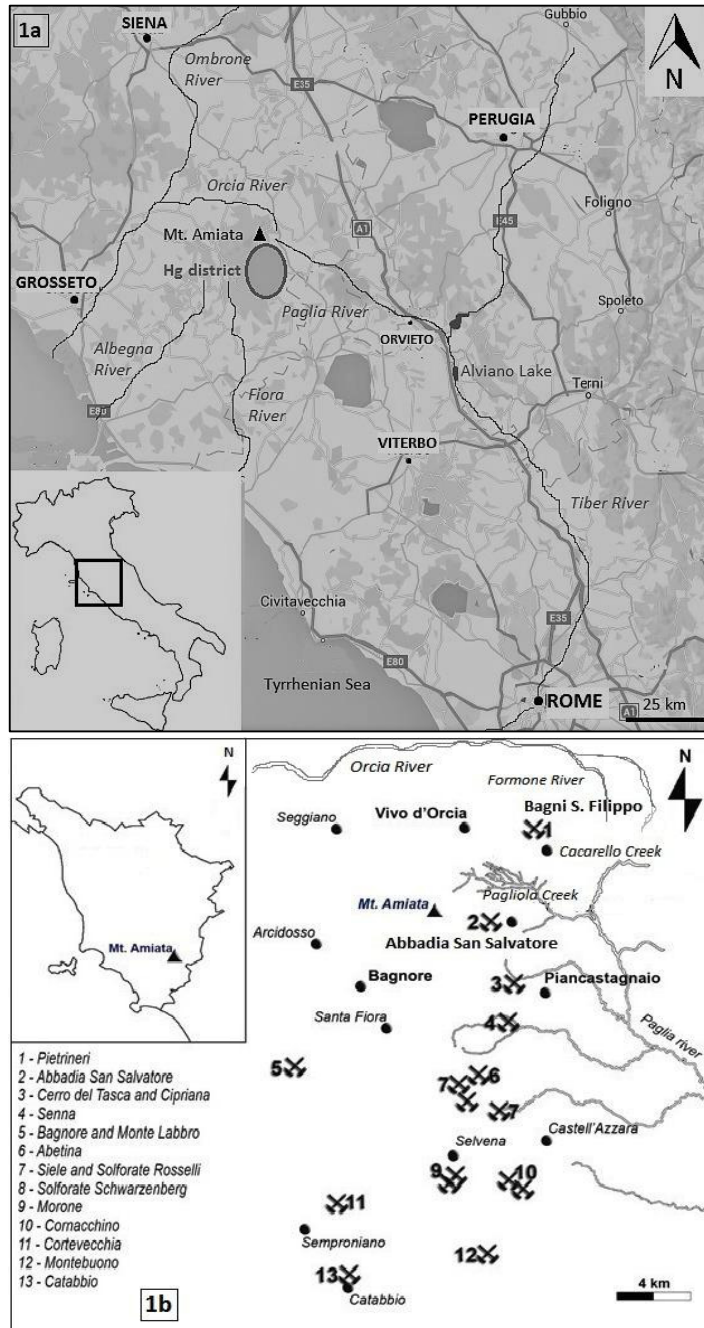 1a
SIENA
Gubbio
Ombrone
River
E35
N
PERUGIA
Orcia River
Foligno
Mt. Amiata
A1
E45
Hg district
GROSSETO
Paglia River
Spoleto
ORVIETO
Albegna
River
Alviano Lake
Fiora
River
Terni
E80
VITERBO
Tiber River
Civitavecchia
E35
E80
Tyrrhenian Sea
ROME
A1
25 km
N
Mt. Amiata
Orcia River
N
Formone River
Bagni S. Filippo
Seggiano
Vivo d'Orcia
1
Cacarello Creek
Pagliola Creek
Mt. Amiata
2
Arcidosso
Abbadia San Salvatore
Bagnore
3
Piancastagnaio
Santa Fiora
4
Paglia river
5
6
7
7
Castell'Azzara
Selvena
9
10
11
Semproniano
12
13
Catabbio
4 km
1 - Pietrineri
2 - Abbadia San Salvatore
3 - Cerro del Tasca and Cipriana
4 - Senna
5 - Bagnore and Monte Labbro
6 - Abetina
7 - Siele and Solforate Rosselli
8 - Solforate Schwarzenberg
9 - Morone
10 - Cornacchino
11 - Cortevecchia
12 - Montebuono
13 - Catabbio
1b